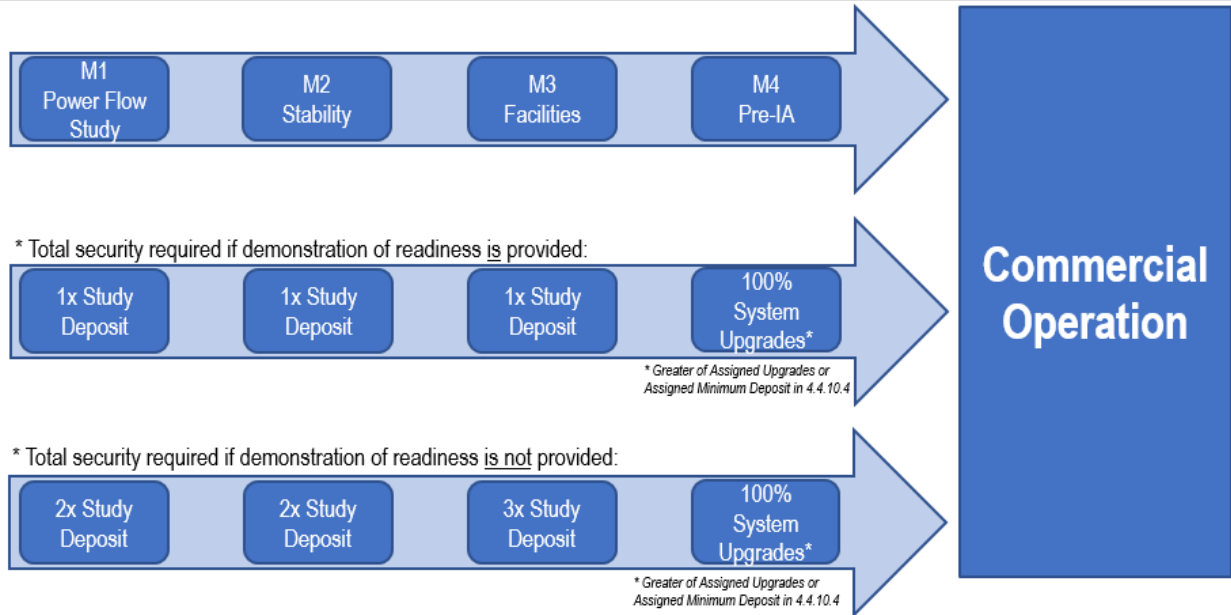 M1
Power Flow
Study
M2
Stability
M3
Facilities
M4
Pre-IA
* Total security required if demonstration of readiness is provided:
1x Study
Deposit
1x Study
Deposit
1x Study
Deposit
100%
System
Upgrades*
* Greater of Assigned Upgrades or
Assigned Minimum Deposit in 4.4.10.4
* Total security required if demonstration of readiness is not provided:
2x Study
Deposit
2x Study
Deposit
3x Study
Deposit
100%
System
Upgrades*
* Greater of Assigned Upgrades or
Assigned Minimum Deposit in 4.4.10.4
Commercial
Operation